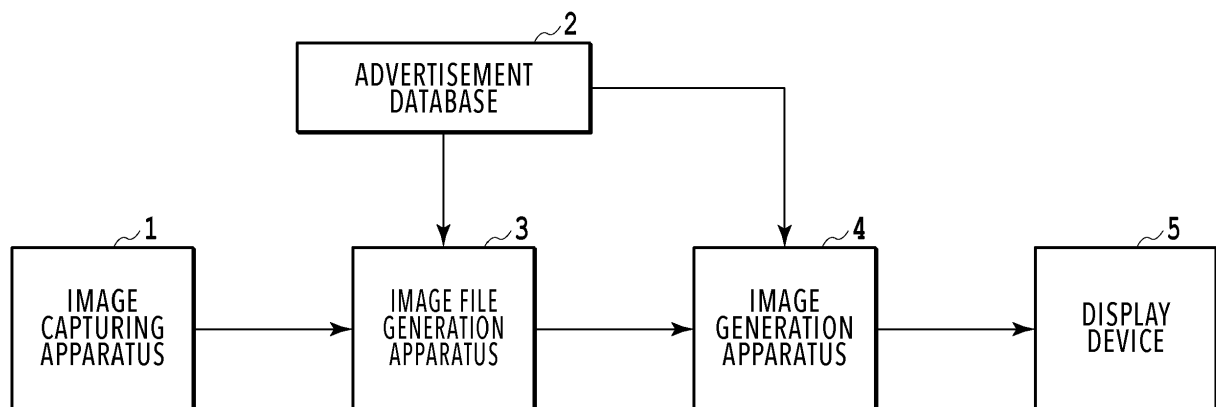 2
ADVERTISEMENT
DATABASE
1
IMAGE
CAPTURING
APPARATUS
3
IMAGE FILE
GENERATION
APPARATUS
4
IMAGE
GENERATION
APPARATUS
5
DISPLAY
DEVICE